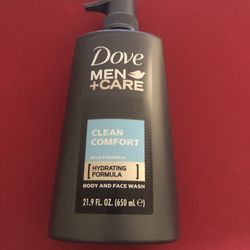 Dove
MEN
+CARE
CLEAN
COMFORT
MILD FORMULA
[ HYDRATING
FORMULA ]
BODY AND FACE WASH
21.9 FL. OZ. (650 mL ℮)